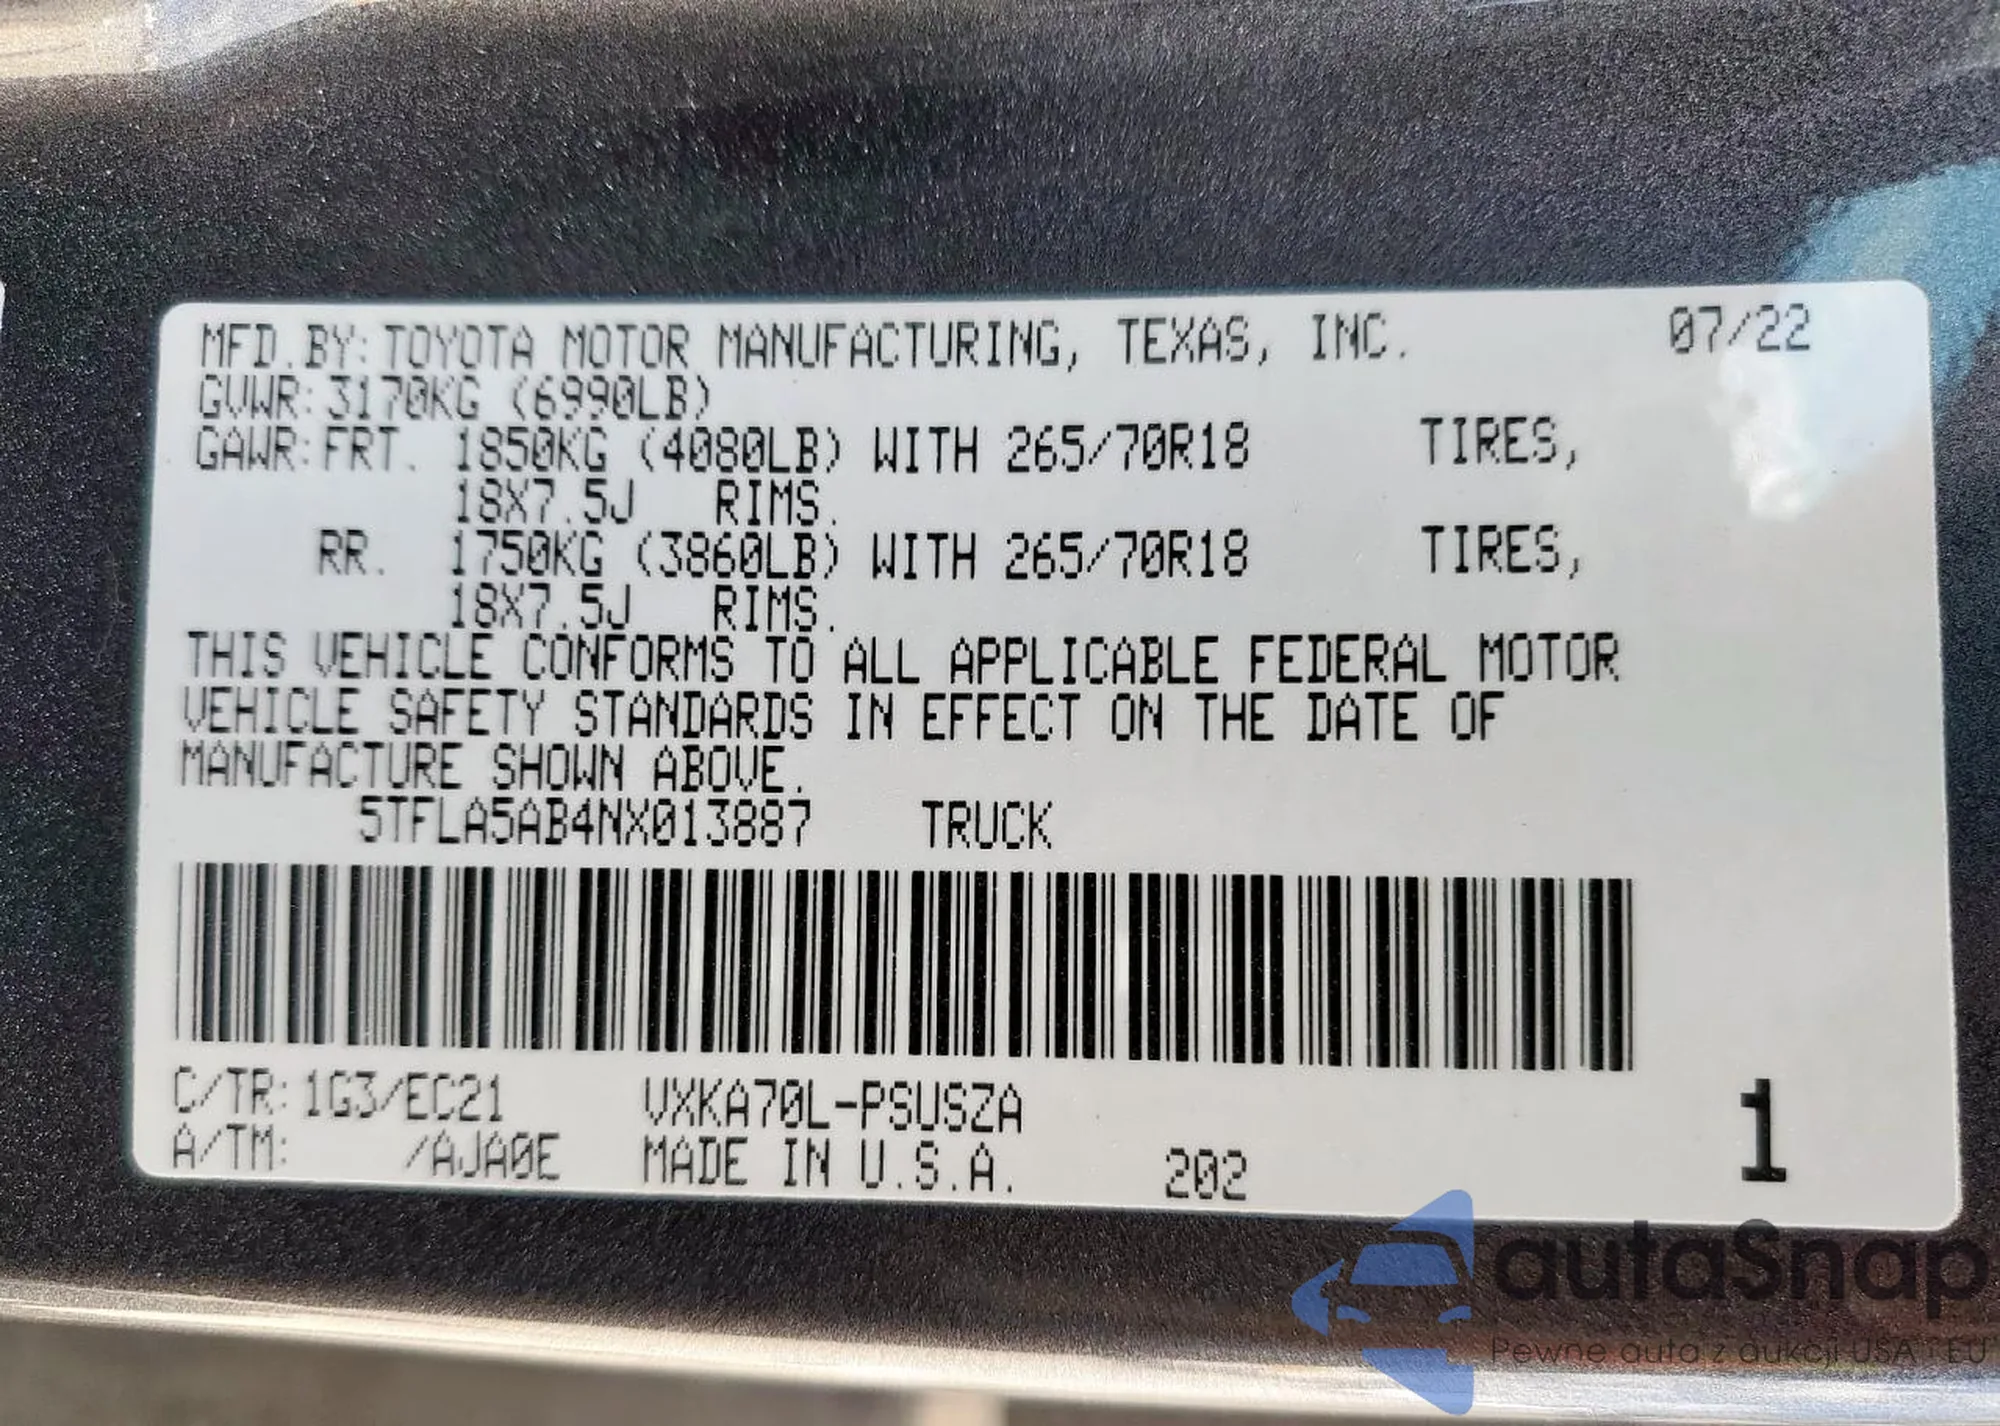 MFD.BY:TOYOTA MOTOR MANUFACTURING, TEXAS, INC. 07/22
GVWR:3170KG (6990LB)
GAWR:FRT. 1850KG (4080LB) WITH 265/70R18 TIRES,
18X7.5J RIMS.
RR. 1750KG (3860LB) WITH 265/70R18 TIRES,
18X7.5J RIMS.
THIS VEHICLE CONFORMS TO ALL APPLICABLE FEDERAL MOTOR
VEHICLE SAFETY STANDARDS IN EFFECT ON THE DATE OF
MANUFACTURE SHOWN ABOVE.
5TFLA5AB4NX013887 TRUCK
C/TR:1G3/EC21 VXKA70L-PSUSZA
A/TM: /AJA0E MADE IN U.S.A. 202
1
autoSnap
Pewne auta z aukcji USA i EU